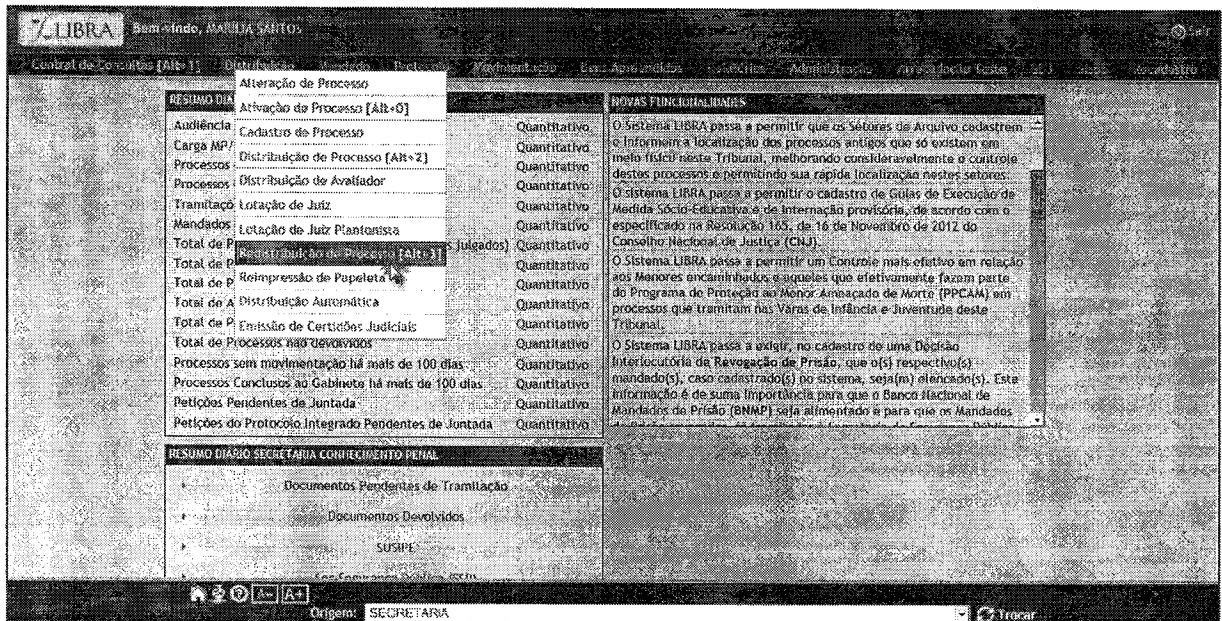 LIBRA Bem-vindo, MARILIA SANTOS
Sair
Central de Consultas [Alt+1] Distribuição Mandado Protocolo Movimentação Bens Apreendidos Administração
Alteração de Processo
Ativação de Processo [Alt+0]
Cadastro de Processo
Distribuição de Processo [Alt+2]
Distribuição de Avaliador
Lotação de Juiz
Lotação de Juiz Plantonista
Redistribuição de Processo [Alt+3]
Reimpressão de Papeleta
Distribuição Automática
Emissão de Certidões Judiciais
RESUMO DIÁ
Audiência Quantitativo
Carga MP/ Quantitativo
Processos Quantitativo
Processos Quantitativo
Tramitaçõ Quantitativo
Mandados Quantitativo
Total de P s Julgados) Quantitativo
Total de P Quantitativo
Total de P Quantitativo
Total de A Quantitativo
Total de P Quantitativo
Total de Processos não devolvidos Quantitativo
Processos sem movimentação há mais de 100 dias Quantitativo
Processos Conclusos ao Gabinete há mais de 100 dias Quantitativo
Petições Pendentes de Juntada Quantitativo
Petições do Protocolo Integrado Pendentes de Juntada Quantitativo
NOVAS FUNCIONALIDADES
O Sistema LIBRA passa a permitir que os Setores de Arquivo cadastrem
e informem a localização dos processos antigos que só existem em
meio físico neste Tribunal, melhorando consideravelmente o controle
destes processos e permitindo sua rápida localização nestes setores.
O sistema LIBRA passa a permitir o cadastro de Guias de Execução de
Medida Sócio-Educativa e de Internação provisória, de acordo com o
especificado na Resolução 165, de 16 de Novembro de 2012 do
Conselho Nacional de Justiça (CNJ).
O Sistema LIBRA passa a permitir um Controle mais efetivo em relação
aos Menores encaminhados e àqueles que efetivamente fazem parte
do Programa de Proteção ao Menor Ameaçado de Morte (PPCAM) em
processos que tramitam nas Varas de Infância e Juventude deste
Tribunal.
O Sistema LIBRA passa a exigir, no cadastro de uma Decisão
Interlocutória de Revogação de Prisão, que o(s) respectivo(s)
mandado(s), caso cadastrado(s) no sistema, seja(m) elencado(s). Este
informação é de suma importância para que o Banco Nacional de
Mandados de Prisão (BNMP) seja alimentado e para que os Mandados
RESUMO DIÁRIO SECRETARIA CONHECIMENTO PENAL
Documentos Pendentes de Tramitação
Documentos Devolvidos
SUSIPE
A- A+
Origem: SECRETARIA Trocar